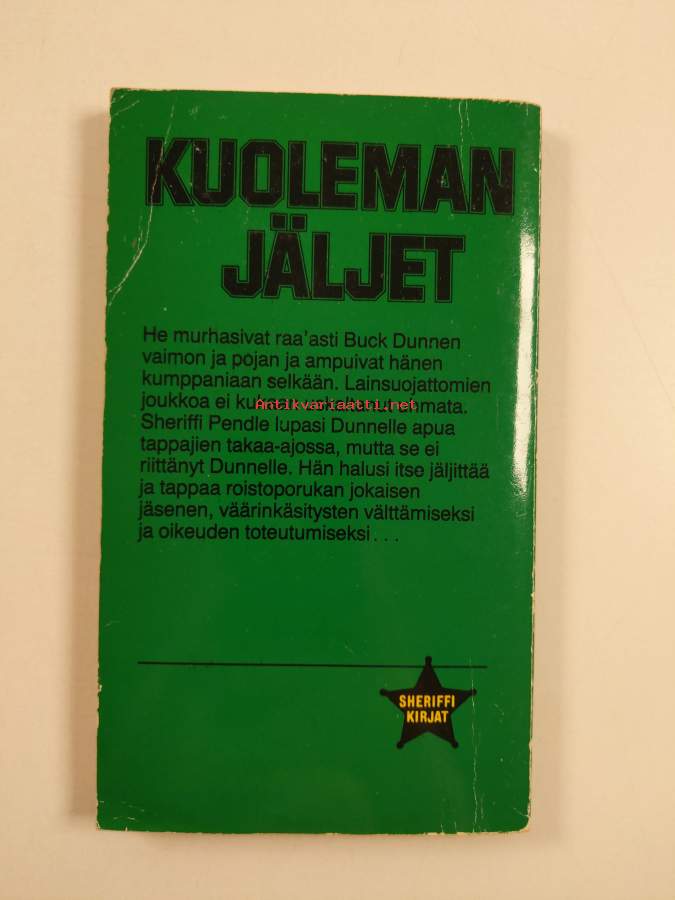 KUOLEMAN
JÄLJET
He murhasivat raa'asti Buck Dunnen
vaimon ja pojan ja ampuivat hänen
kumppaniaan selkään. Lainsuojattomien
joukkoa ei
Antikvariaatti.net
Sheriffi Pendle lupasi Dunnelle apua
tappajien takaa-ajossa, mutta se ei
riittänyt Dunnelle. Hän halusi itse jäljittää
ja tappaa roistoporukan jokaisen
jäsenen, väärinkäsitysten välttämiseksi
ja oikeuden toteutumiseksi...
SHERIFFI
KIRJAT